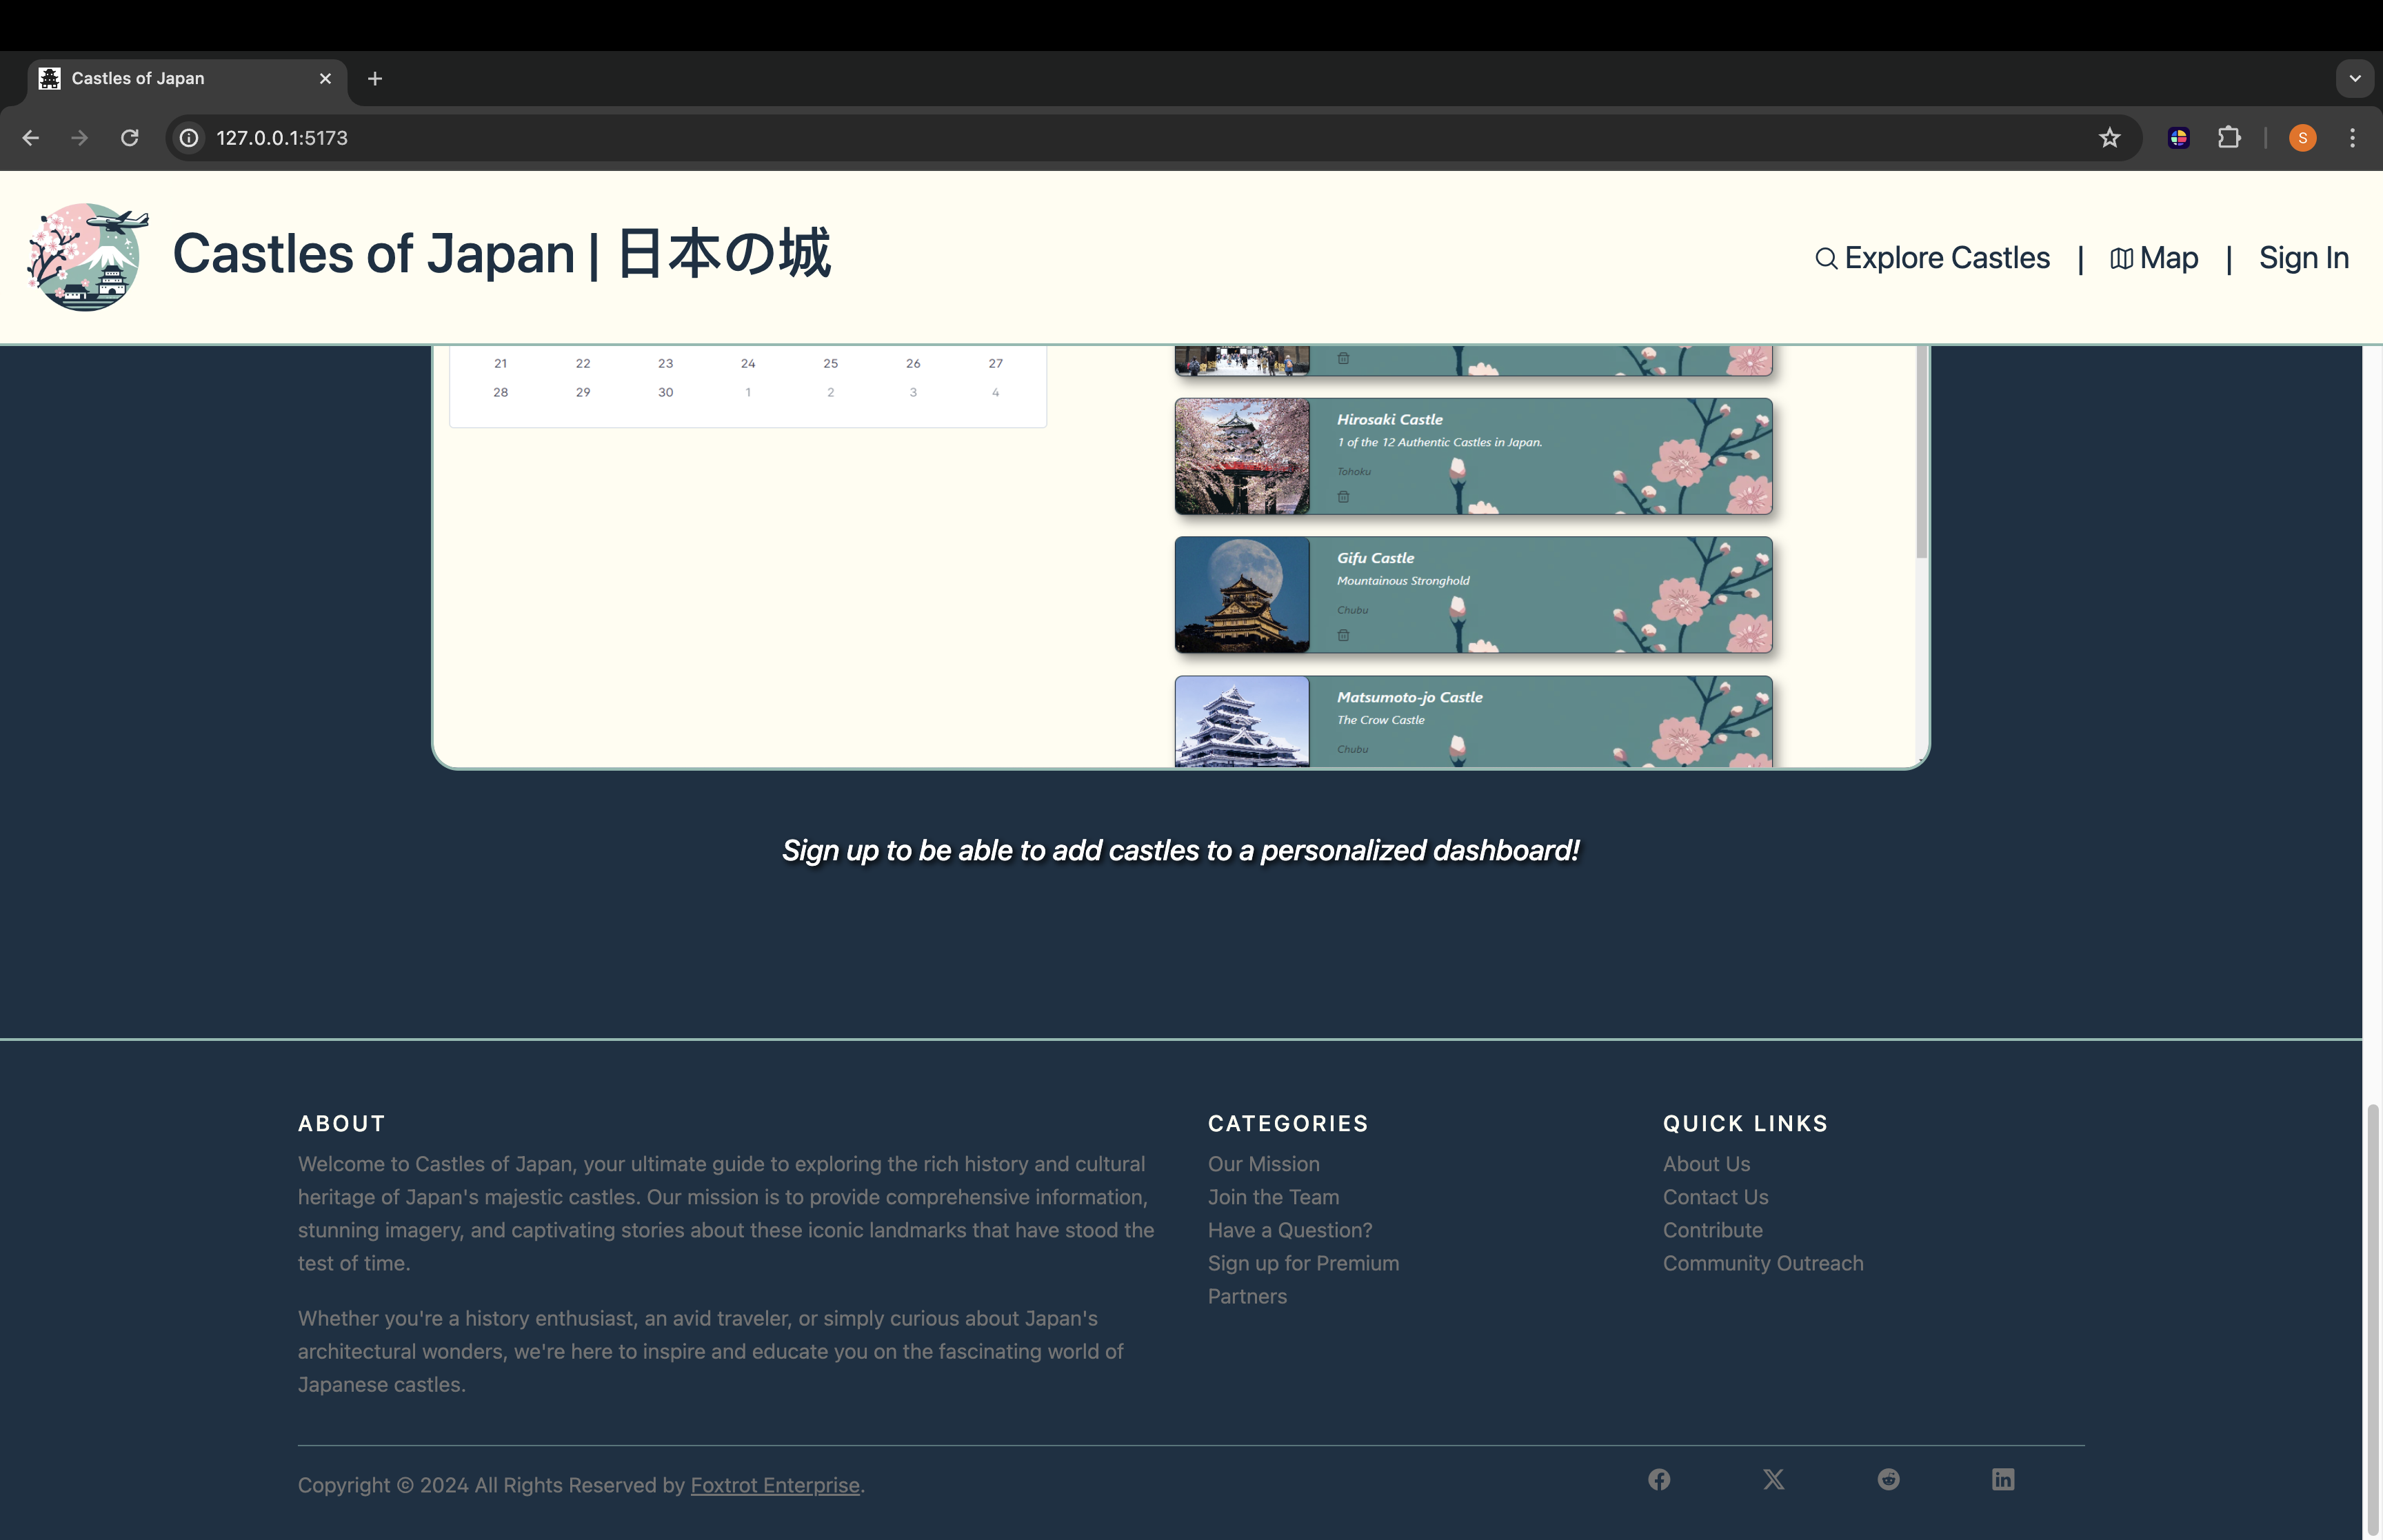 Castles of Japan
127.0.0.1:5173
S
Castles of Japan | 日本の城
Explore Castles | Map | Sign In
21 22 23 24 25 26 27
28 29 30 1 2 3 4
Hirosaki Castle
1 of the 12 Authentic Castles in Japan.
Tohoku
Gifu Castle
Mountainous Stronghold
Chubu
Matsumoto-jo Castle
The Crow Castle
Chubu
Sign up to be able to add castles to a personalized dashboard!
ABOUT
Welcome to Castles of Japan, your ultimate guide to exploring the rich history and cultural
heritage of Japan's majestic castles. Our mission is to provide comprehensive information,
stunning imagery, and captivating stories about these iconic landmarks that have stood the
test of time.
Whether you're a history enthusiast, an avid traveler, or simply curious about Japan's
architectural wonders, we're here to inspire and educate you on the fascinating world of
Japanese castles.
CATEGORIES
Our Mission
Join the Team
Have a Question?
Sign up for Premium
Partners
QUICK LINKS
About Us
Contact Us
Contribute
Community Outreach
Copyright © 2024 All Rights Reserved by Foxtrot Enterprise.